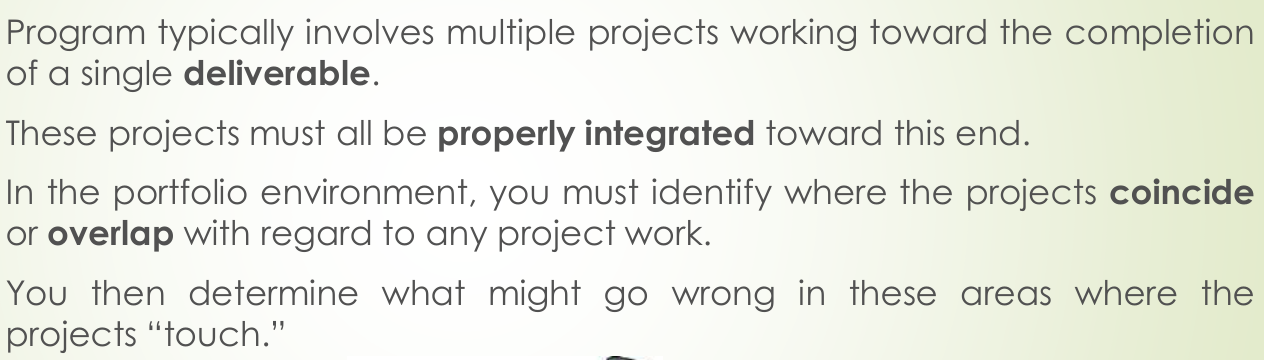 Program typically involves multiple projects working toward the completion
of a single deliverable.
These projects must all be properly integrated toward this end.
In the portfolio environment, you must identify where the projects coincide
or overlap with regard to any project work.
You then determine what might go wrong in these areas where the
projects “touch.”